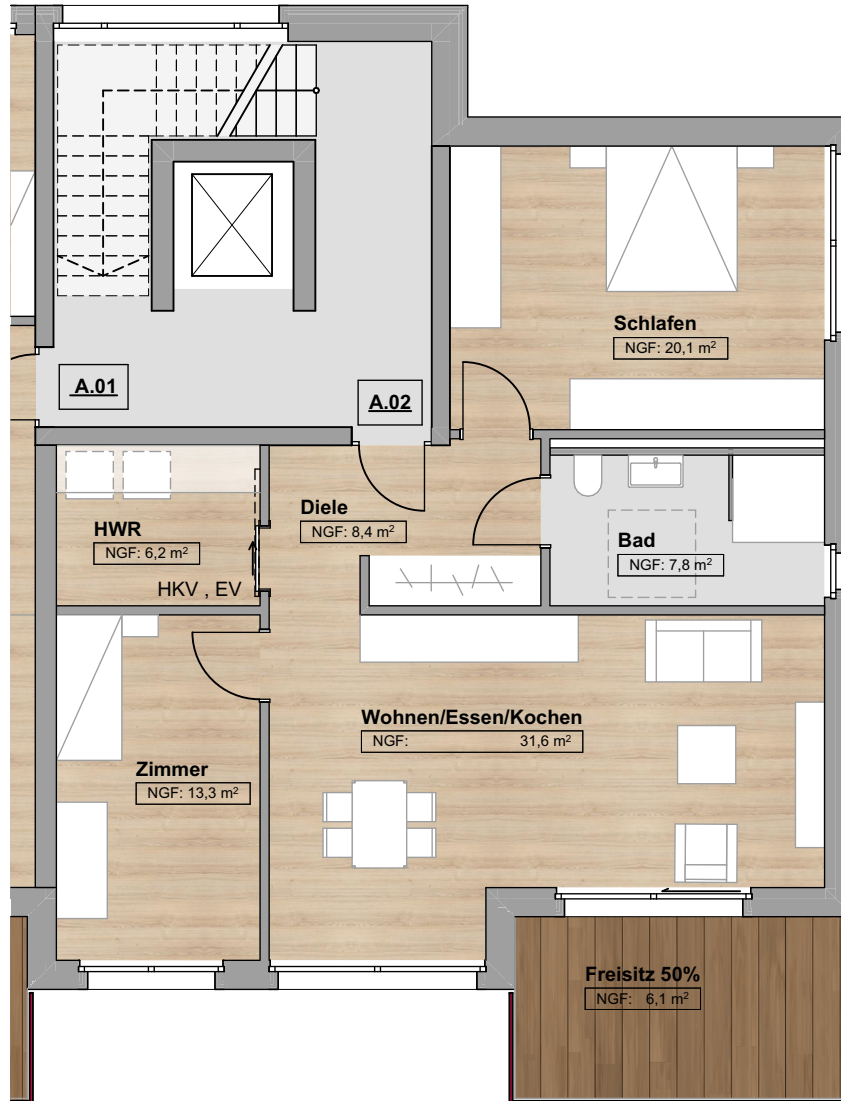 Schlafen
NGF: 20,1 m²
A.01
A.02
HWR
NGF: 6,2 m²
HKV , EV
Diele
NGF: 8,4 m²
Bad
NGF: 7,8 m²
Wohnen/Essen/Kochen
NGF: 31,6 m²
Zimmer
NGF: 13,3 m²
Freisitz 50%
NGF: 6,1 m²